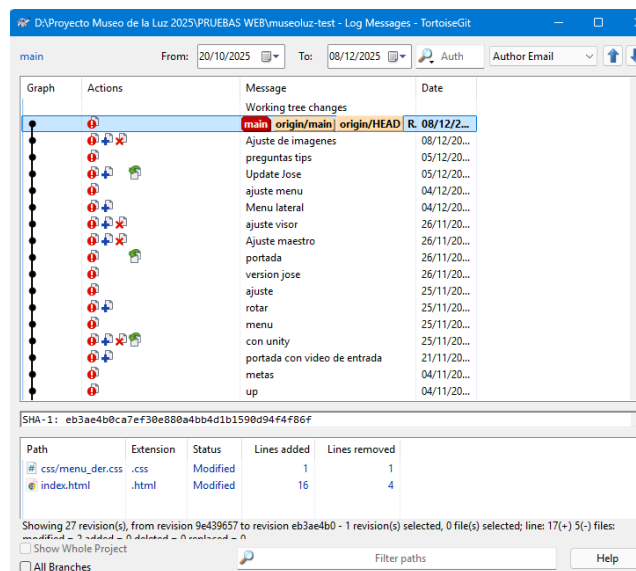 D:\Proyecto Museo de la Luz 2025\PRUEBAS WEB\museoluz-test - Log Messages - TortoiseGit
main From: 20/10/2025 To: 08/12/2025 Auth Author Email
Graph Actions Message Date
Working tree changes
main origin/main origin/HEAD R. 08/12/2...
Ajuste de imagenes 08/12/20...
preguntas tips 05/12/20...
Update Jose 05/12/20...
ajuste menu 04/12/20...
Menu lateral 04/12/20...
ajuste visor 26/11/20...
Ajuste maestro 26/11/20...
portada 26/11/20...
version jose 26/11/20...
ajuste 25/11/20...
rotar 25/11/20...
menu 25/11/20...
con unity 25/11/20...
portada con video de entrada 21/11/20...
metas 04/11/20...
up 04/11/20...
SHA-1: eb3ae4b0ca7ef30e880a4bb4d1b1590d94f4f86f
Path Extension Status Lines added Lines removed
css/menu_der.css .css Modified 1 1
index.html .html Modified 16 4
Showing 27 revision(s), from revision 9e439657 to revision eb3ae4b0 - 1 revision(s) selected, 0 file(s) selected; line: 17(+) 5(-) files:
modified = 2 added = 0 deleted = 0 replaced = 0
Show Whole Project Filter paths Help
All Branches